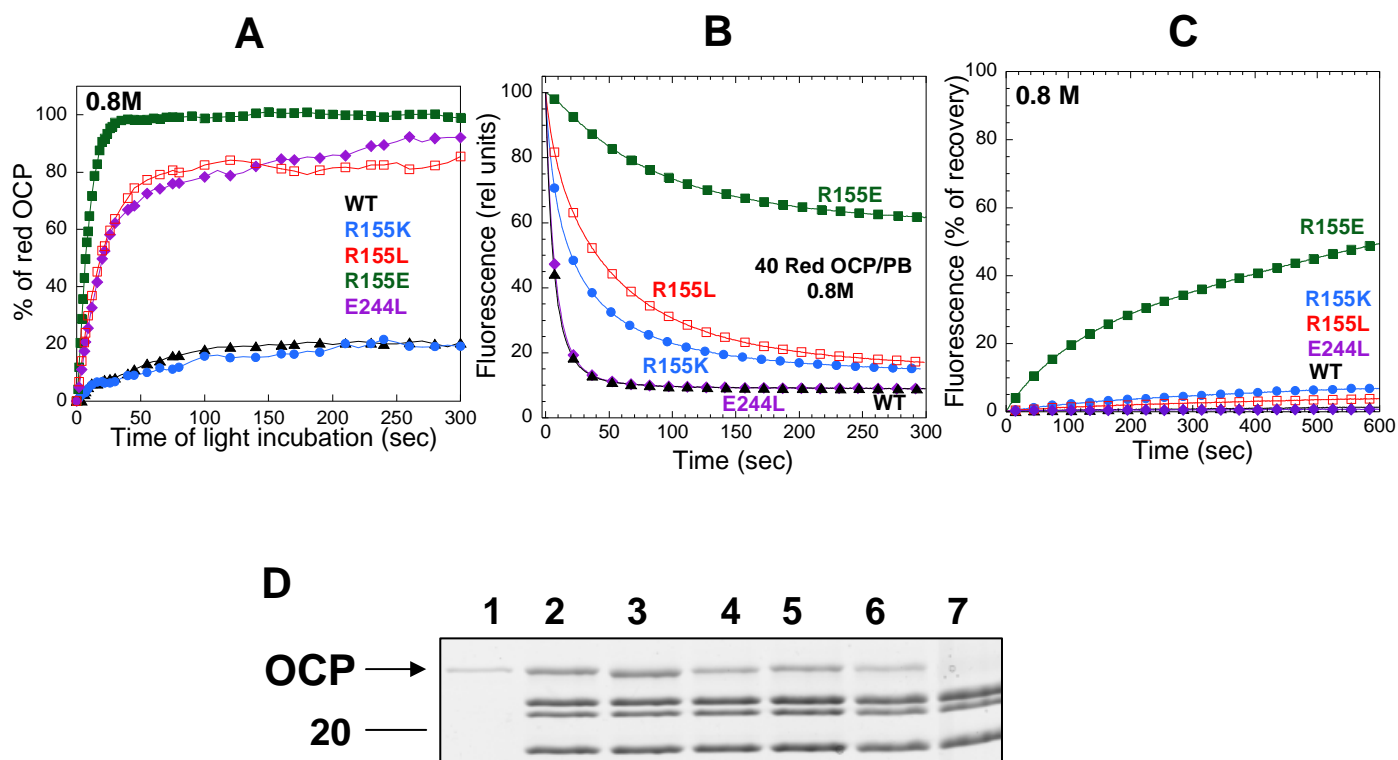 A
0.8M
% of red OCP
100
80
60
40
20
0
WT
R155K
R155L
R155E
E244L
0 50 100 150 200 250 300
Time of light incubation (sec)
B
Fluorescence (rel units)
100
80
60
40
20
0
R155E
40 Red OCP/PB
0.8M
R155L
R155K
E244L
WT
0 50 100 150 200 250 300
Time (sec)
C
0.8 M
Fluorescence (% of recovery)
100
80
60
40
20
0
R155E
R155K
R155L
E244L
WT
0 100 200 300 400 500 600
Time (sec)
D
1 2 3 4 5 6 7
OCP
20